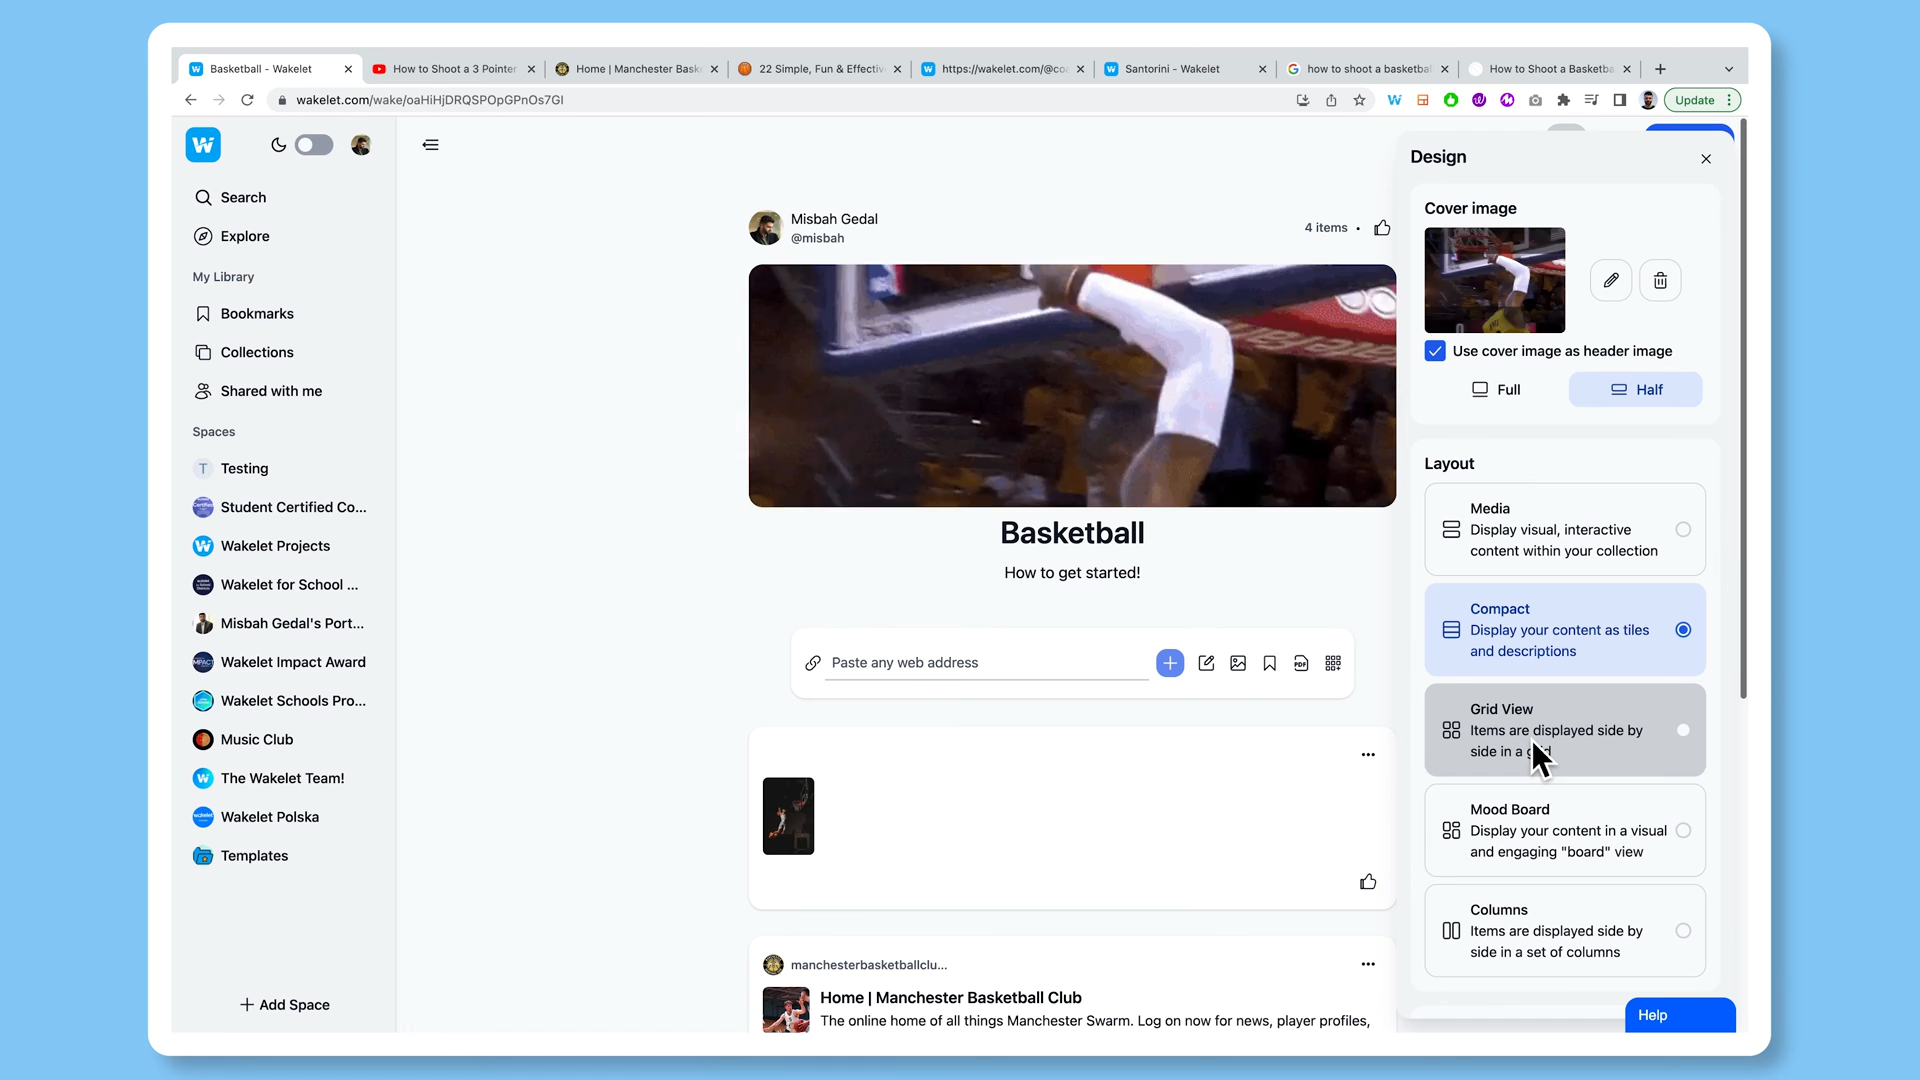 Basketball - Wakelet
How to Shoot a 3 Pointer
Home | Manchester Bask
22 Simple, Fun & Effectiv
https://wakelet.com/@co
Santorini - Wakelet
how to shoot a basketbal
How to Shoot a Basketba
wakelet.com/wake/oaHiHjDRQSPOpGPnOs7GI
Update
Search
Explore
My Library
Bookmarks
Collections
Shared with me
Spaces
T Testing
Student Certified Co...
Wakelet Projects
Wakelet for School ...
Misbah Gedal's Port...
Wakelet Impact Award
Wakelet Schools Pro...
Music Club
The Wakelet Team!
Wakelet Polska
Templates
+ Add Space
Misbah Gedal
@misbah
4 items •
Basketball
How to get started!
Paste any web address
PDF
manchesterbasketballclu...
Home | Manchester Basketball Club
The online home of all things Manchester Swarm. Log on now for news, player profiles,
Design
Cover image
Use cover image as header image
Full
Half
Layout
Media
Display visual, interactive
content within your collection
Compact
Display your content as tiles
and descriptions
Grid View
Items are displayed side by
side in a grid
Mood Board
Display your content in a visual
and engaging "board" view
Columns
Items are displayed side by
side in a set of columns
Help